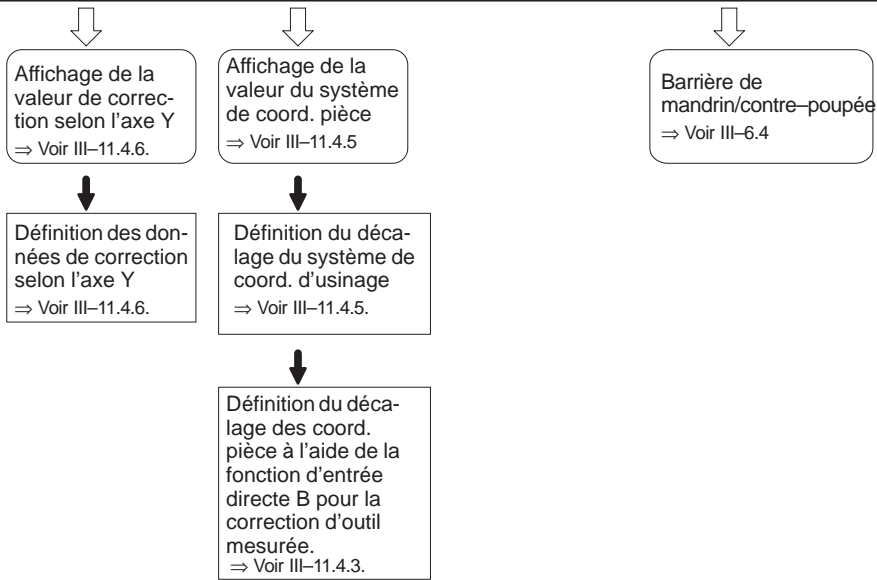 Affichage de la
valeur de correc-
tion selon l'axe Y
⇒ Voir III–11.4.6.
Affichage de la
valeur du système
de coord. pièce
⇒ Voir III–11.4.5
Barrière de
mandrin/contre–poupée
⇒ Voir III–6.4
Définition des don-
nées de correction
selon l'axe Y
⇒ Voir III–11.4.6.
Définition du déca-
lage du système de
coord. d'usinage
⇒ Voir III–11.4.5.
Définition du déca-
lage des coord.
pièce à l'aide de la
fonction d'entrée
directe B pour la
correction d'outil
mesurée.
⇒ Voir III–11.4.3.